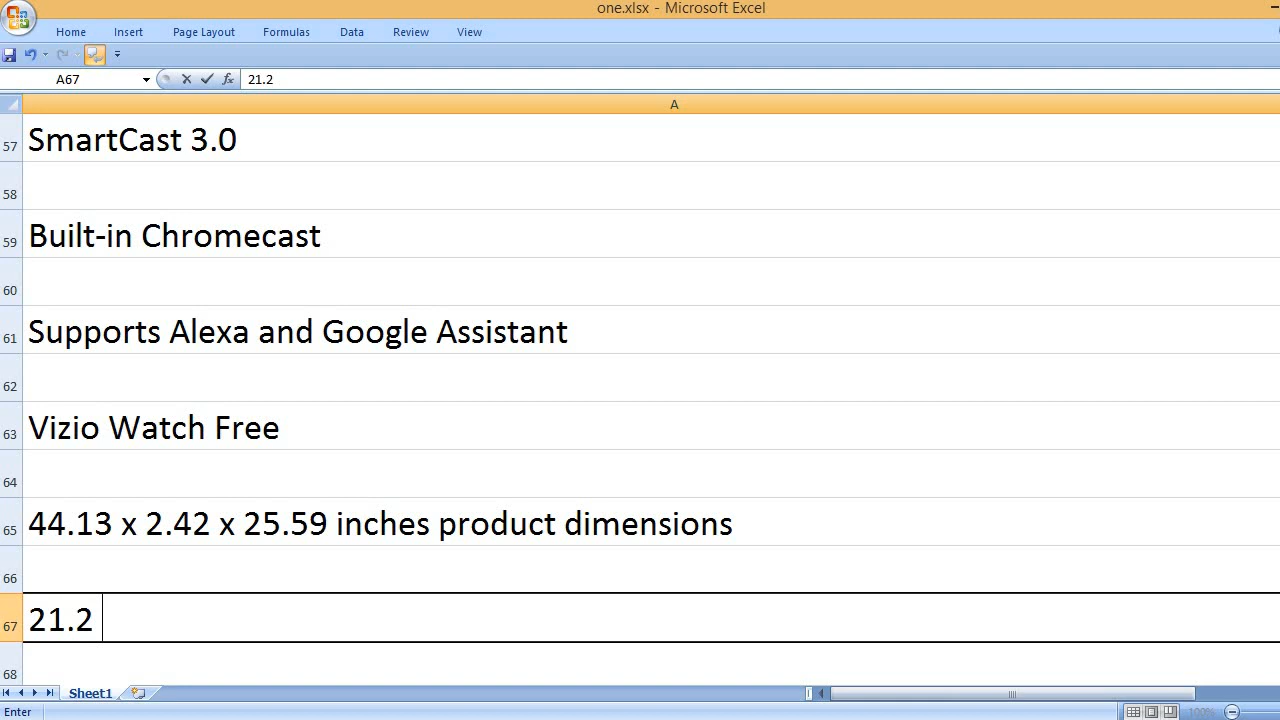 one.xlsx - Microsoft Excel
Home Insert Page Layout Formulas Data Review View
A67 fx 21.2
A
57 SmartCast 3.0
58
59 Built-in Chromecast
60
61 Supports Alexa and Google Assistant
62
63 Vizio Watch Free
64
65 44.13 x 2.42 x 25.59 inches product dimensions
66
67 21.2
68
Sheet1
Enter 100%